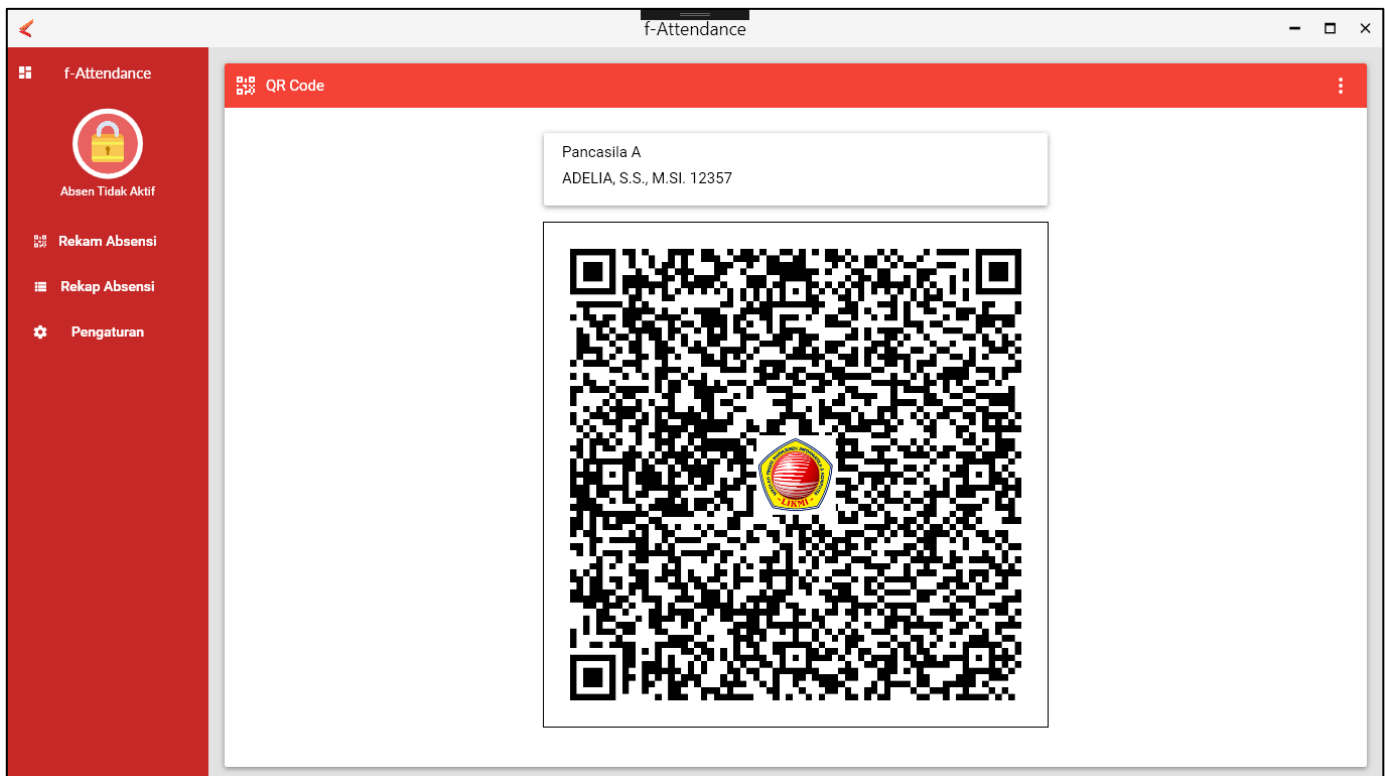 f-Attendance
f-Attendance
Absen Tidak Aktif
Rekam Absensi
Rekap Absensi
Pengaturan
QR Code
Pancasila A
ADELIA, S.S., M.SI. 12357
LIKMI